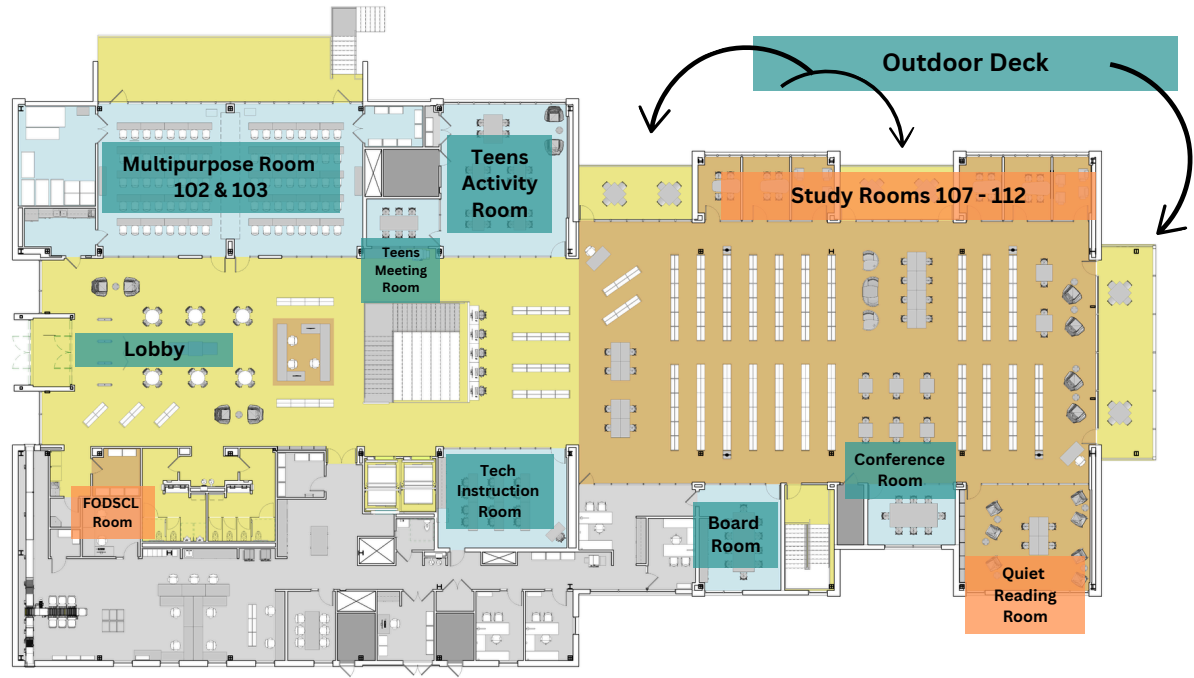 Outdoor Deck
Multipurpose Room
102 & 103
Teens
Activity
Room
Study Rooms 107 - 112
Teens
Meeting
Room
Lobby
Tech
Instruction
Room
Conference
Room
FODSCL
Room
Board
Room
Quiet
Reading
Room